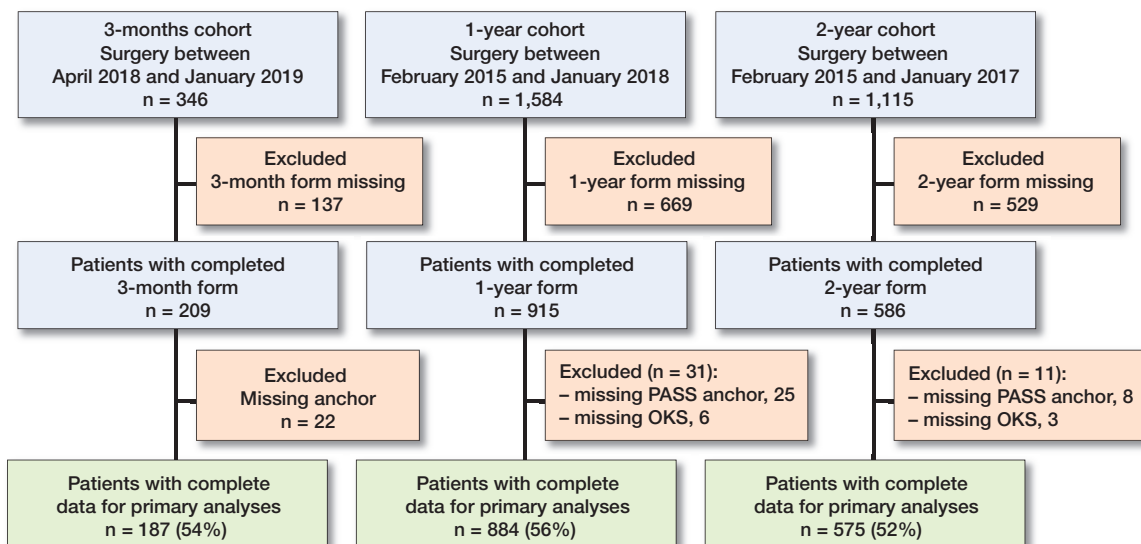 3-months cohort
Surgery between
April 2018 and January 2019
n = 346
1-year cohort
Surgery between
February 2015 and January 2018
n = 1,584
2-year cohort
Surgery between
February 2015 and January 2017
n = 1,115
Excluded
3-month form missing
n = 137
Excluded
1-year form missing
n = 669
Excluded
2-year form missing
n = 529
Patients with completed
3-month form
n = 209
Patients with completed
1-year form
n = 915
Patients with completed
2-year form
n = 586
Excluded
Missing anchor
n = 22
Excluded (n = 31):
– missing PASS anchor, 25
– missing OKS, 6
Excluded (n = 11):
– missing PASS anchor, 8
– missing OKS, 3
Patients with complete
data for primary analyses
n = 187 (54%)
Patients with complete
data for primary analyses
n = 884 (56%)
Patients with complete
data for primary analyses
n = 575 (52%)